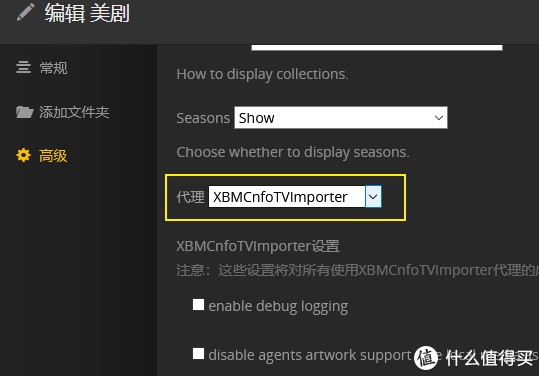 编辑 美剧
常规
添加文件夹
高级
How to display collections.
Seasons Show
Choose whether to display seasons.
代理 XBMCnfoTVImporter
XBMCnfoTVImporter设置
注意：这些设置将对所有使用XBMCnfoTVImporter代理的
enable debug logging
disable agents artwork support
值 什么值得买